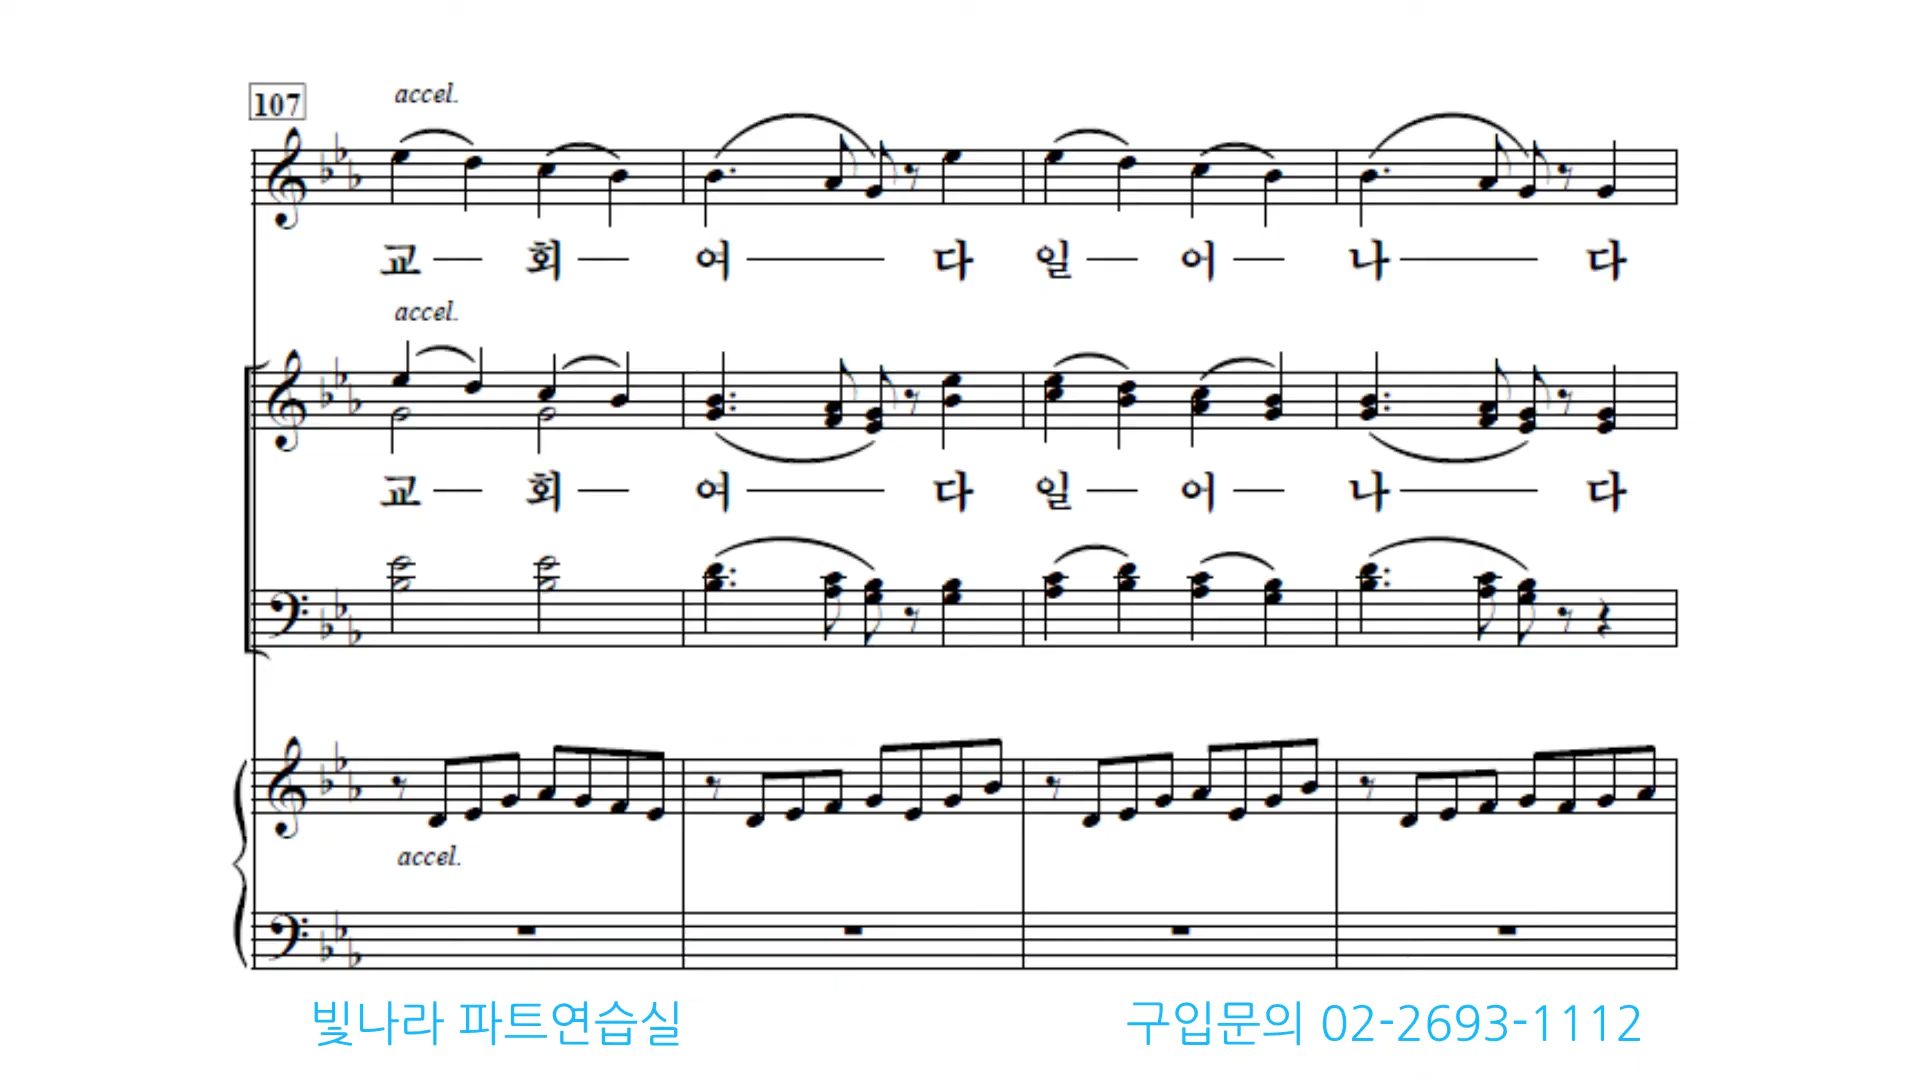 107
accel.
교 회 여 다 일 어 나 다
accel.
교 회 여 다 일 어 나 다
accel.
빛나라 파트연습실
구입문의 02-2693-1112